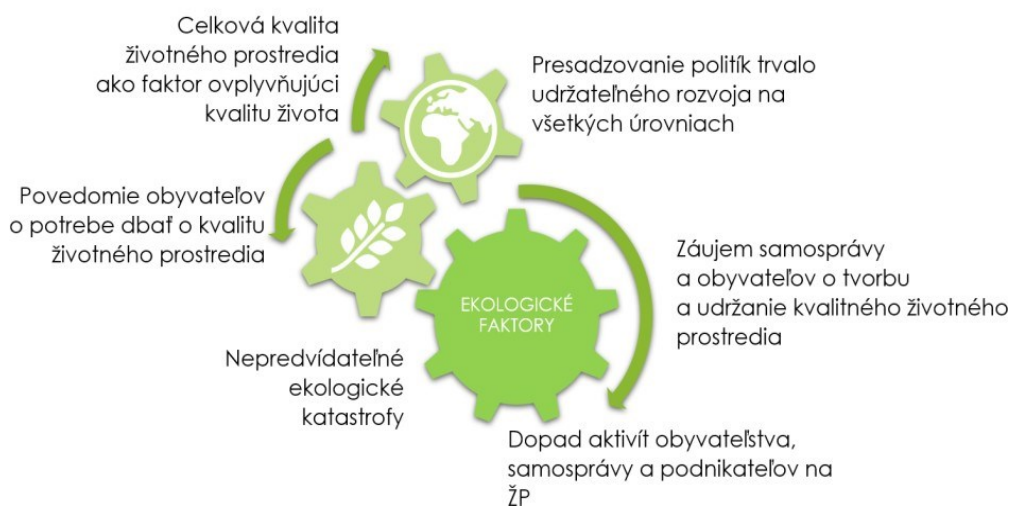 Celková kvalita
životného prostredia
ako faktor ovplyvňujúci
kvalitu života
Presadzovanie politík trvalo
udržateľného rozvoja na
všetkých úrovniach
Povedomie obyvateľov
o potrebe dbať o kvalitu
životného prostredia
Záujem samosprávy
a obyvateľov o tvorbu
a udržanie kvalitného životného
prostredia
EKOLOGICKÉ
FAKTORY
Nepredvídateľné
ekologické
katastrofy
Dopad aktivít obyvateľstva,
samosprávy a podnikateľov na
ŽP